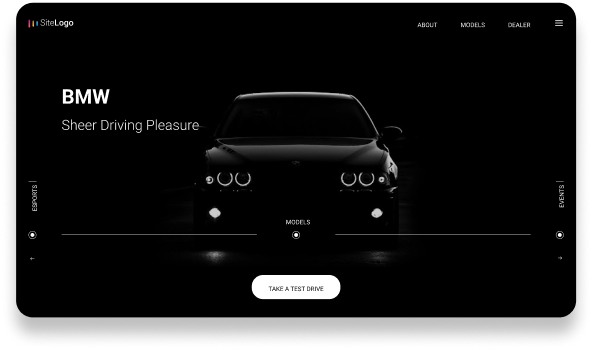 SiteLogo
ABOUT
MODELS
DEALER
BMW
Sheer Driving Pleasure
ESPORTS
EVENTS
MODELS
TAKE A TEST DRIVE